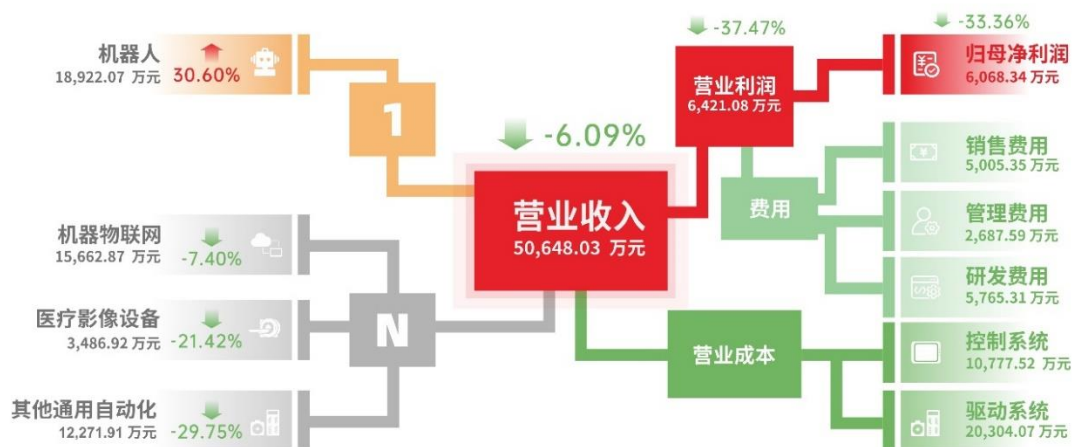 机器人
18,922.07 万元
30.60%
1
机器物联网
15,662.87 万元
-7.40%
医疗影像设备
3,486.92 万元
-21.42%
其他通用自动化
12,271.91 万元
-29.75%
N
-6.09%
营业收入
50,648.03 万元
-37.47%
营业利润
6,421.08 万元
-33.36%
归母净利润
6,068.34 万元
费用
销售费用
5,005.35 万元
管理费用
2,687.59 万元
研发费用
5,765.31 万元
营业成本
控制系统
10,777.52 万元
驱动系统
20,304.07 万元